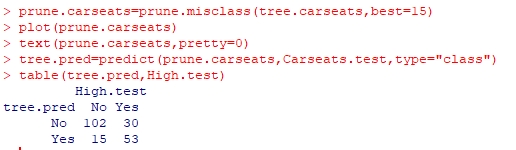 > prune.carseats=prune.misclass(tree.carseats,best=15)
> plot(prune.carseats)
> text(prune.carseats,pretty=0)
> tree.pred=predict(prune.carseats,Carseats.test,type="class")
> table(tree.pred,High.test)
         High.test
tree.pred  No Yes
      No  102  30
      Yes  15  53